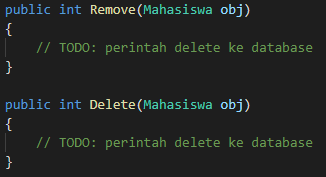 public int Remove(Mahasiswa obj)
{
    // TODO: perintah delete ke database
}
public int Delete(Mahasiswa obj)
{
    // TODO: perintah delete ke database
}